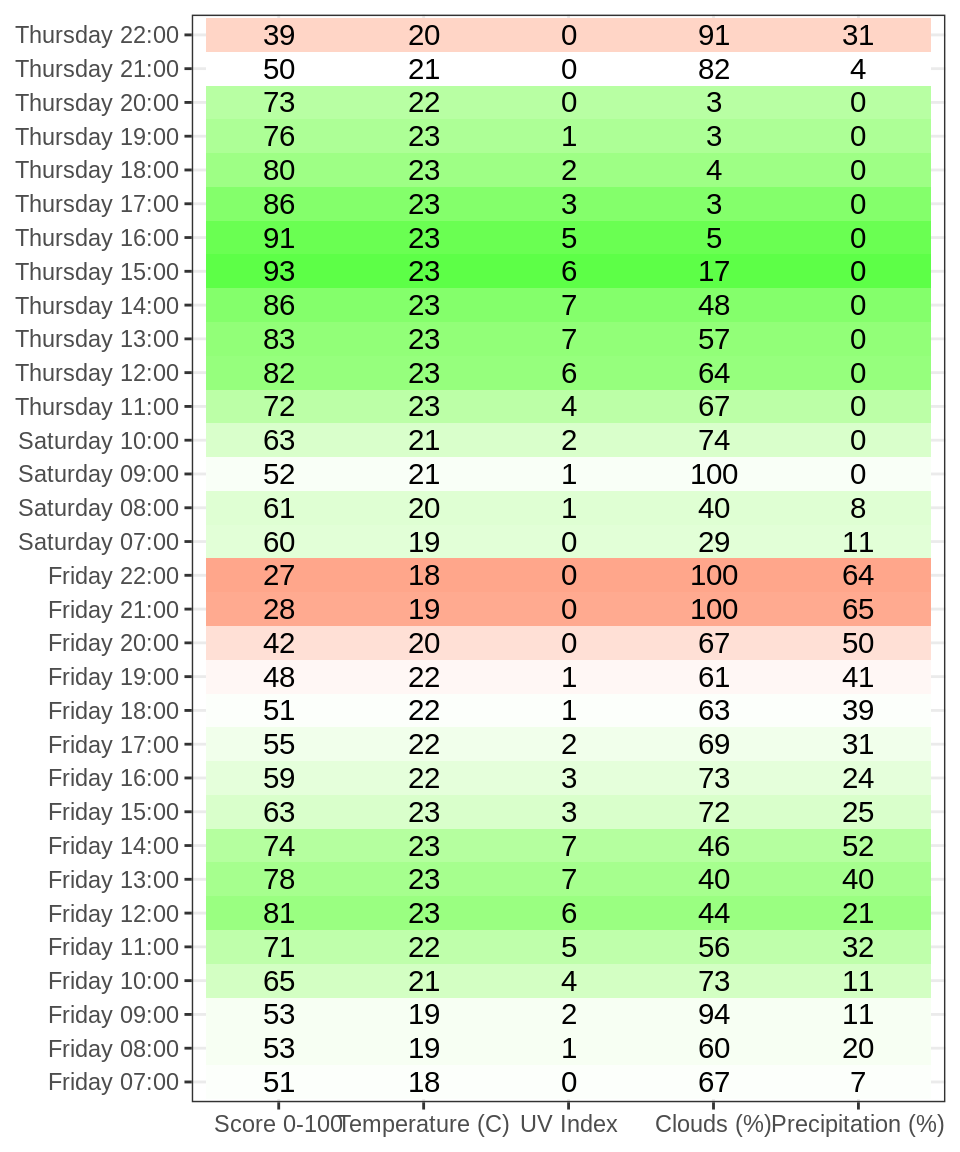 Thursday 22:00 39 20 0 91 31
Thursday 21:00 50 21 0 82 4
Thursday 20:00 73 22 0 3 0
Thursday 19:00 76 23 1 3 0
Thursday 18:00 80 23 2 4 0
Thursday 17:00 86 23 3 3 0
Thursday 16:00 91 23 5 5 0
Thursday 15:00 93 23 6 17 0
Thursday 14:00 86 23 7 48 0
Thursday 13:00 83 23 7 57 0
Thursday 12:00 82 23 6 64 0
Thursday 11:00 72 23 4 67 0
Saturday 10:00 63 21 2 74 0
Saturday 09:00 52 21 1 100 0
Saturday 08:00 61 20 1 40 8
Saturday 07:00 60 19 0 29 11
Friday 22:00 27 18 0 100 64
Friday 21:00 28 19 0 100 65
Friday 20:00 42 20 0 67 50
Friday 19:00 48 22 1 61 41
Friday 18:00 51 22 1 63 39
Friday 17:00 55 22 2 69 31
Friday 16:00 59 22 3 73 24
Friday 15:00 63 23 3 72 25
Friday 14:00 74 23 7 46 52
Friday 13:00 78 23 7 40 40
Friday 12:00 81 23 6 44 21
Friday 11:00 71 22 5 56 32
Friday 10:00 65 21 4 73 11
Friday 09:00 53 19 2 94 11
Friday 08:00 53 19 1 60 20
Friday 07:00 51 18 0 67 7
Score 0-100 Temperature (C) UV Index Clouds (%) Precipitation (%)